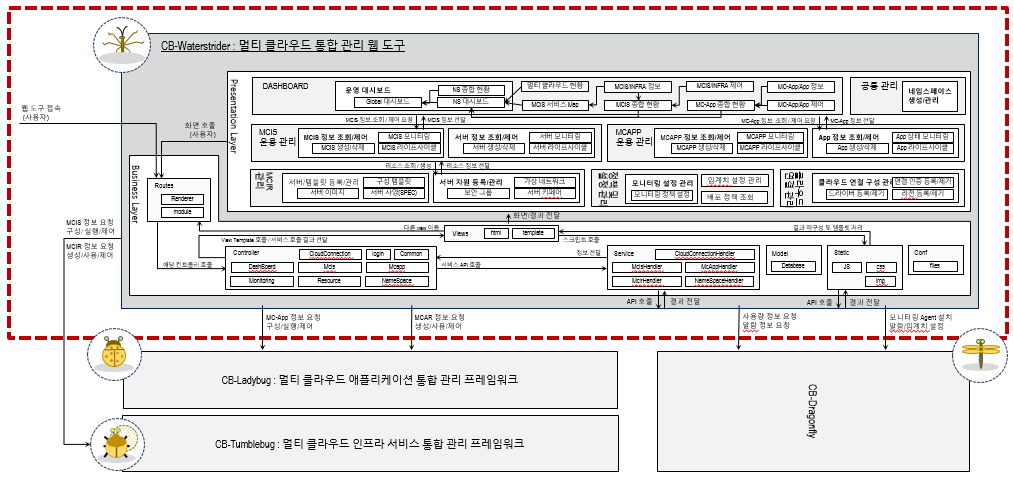 CB-Waterstrider : 멀티 클라우드 통합 관리 웹 도구
웹 도구 접속
(사용자)
화면 호출
(사용자)
Presentation Layer
DASHBOARD
운영 대시보드
Global 대시보드
NS 종합 현황
NS 대시보드
멀티 클라우드 현황
MCIS 서비스 Map
MCIS/INFRA 정보
MCIS 종합 현황
MCIS/INFRA 제어
MC-App 종합 현황
MC-App/App 정보
MC-App/App 제어
공통 관리
네임스페이스
생성/관리
MCIS 정보 조회/제어 요청
MCIS 정보 전달
MC-App 정보 조회/제어 요청
MC-App 정보 전달
MCIS
운용 관리
MCIS 정보 조회/제어
MCIS 모니터링
MCIS 생성/삭제
MCIS 라이프사이클
서버 정보 조회/제어
서버 모니터링
서버 생성/삭제
서버 라이프사이클
MCAPP
운용 관리
MCAPP 정보 조회/제어
MCAPP 모니터링
MCAPP 생성/삭제
MCAPP 라이프사이클
App 정보 조회/제어
App 상태 모니터링
App 생성/삭제
App 라이프사이클
리소스 조회/생성
리소스 정보 전달
MCIR
관리
서버/템플릿 등록/관리
구성 템플릿
서버 이미지
서버 사양(SPEC)
서버 자원 등록/관리
가상 네트워크
보안 그룹
서버 키페어
모니터링 설정 관리
임계치 설정 관리
모니터링 정책 설정
배포 정책 조회
클라우드
연결 관리
클라우드 연결 구성 관리
연결 인증 등록/제거
드라이버 등록/제거
리전 등록/제거
Business Layer
Routes
Renderer
module
화면/결과 전달
다른 view 이동
Views
html
template
결과 재구성 및 템플릿 처리
View Template 호출 / 서비스 호출 결과 전달
스크립트 호출
해당 컨트롤러 호출
Controller
CloudConnection
login
Common
DashBoard
Mcis
Mcapp
Monitoring
Resource
NameSpace
정보 전달
서비스 API 호출
Service
CloudConnectionHandler
McisHandler
McAppHandler
McirHandler
NameSpaceHandler
Model
Database
Static
JS
css
img
Conf
files
MCIS 정보 요청
구성/실행/제어
MCIR 정보 요청
생성/사용/제어
API 호출
결과 전달
API 호출
결과 전달
MC-App 정보 요청
구성/실행/제어
MCAR 정보 요청
생성/사용/제어
사용량 정보 요청
알람 정보 요청
모니터링 Agent 설치
알람/임계치 설정
CB-Ladybug : 멀티 클라우드 애플리케이션 통합 관리 프레임워크
CB-Tumblebug : 멀티 클라우드 인프라 서비스 통합 관리 프레임워크
CB-Dragonfly